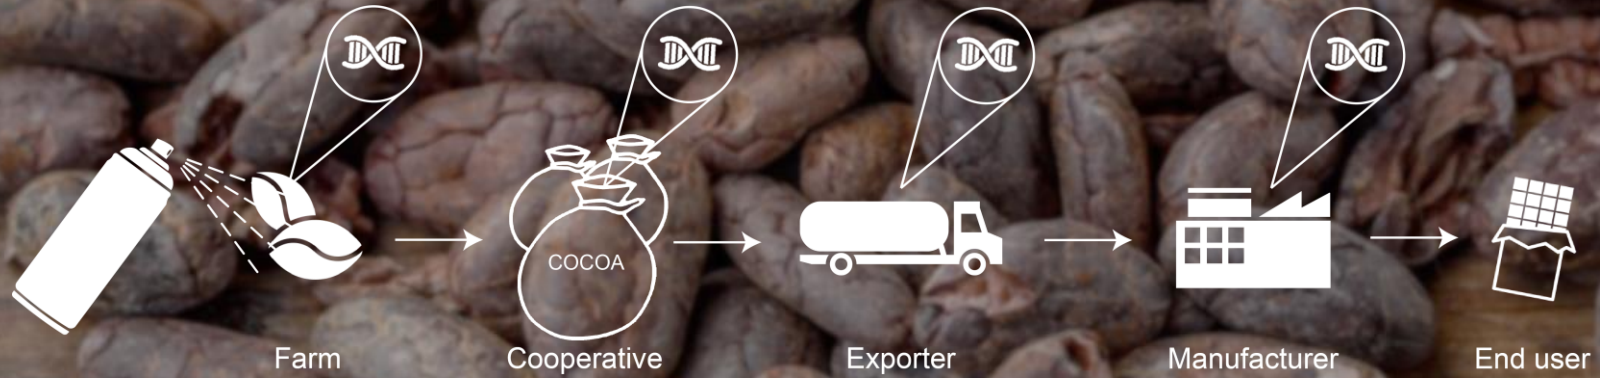 COCOA
Farm
Cooperative
Exporter
Manufacturer
End user